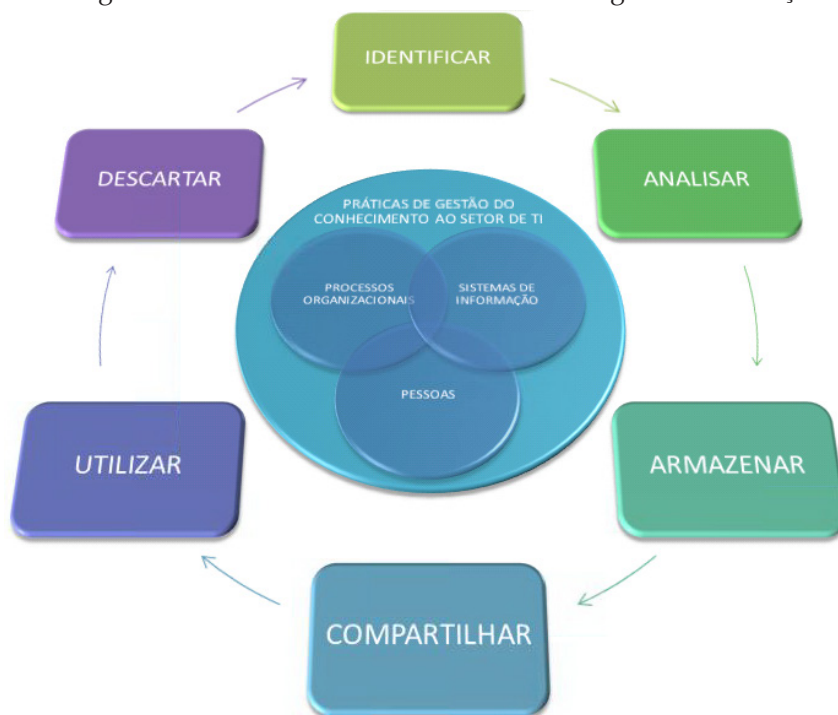 IDENTIFICAR
ANALISAR
ARMAZENAR
COMPARTILHAR
UTILIZAR
DESCARTAR
PRÁTICAS DE GESTÃO DO
CONHECIMENTO AO SETOR DE TI
PROCESSOS
ORGANIZACIONAIS
SISTEMAS DE
INFORMAÇÃO
PESSOAS